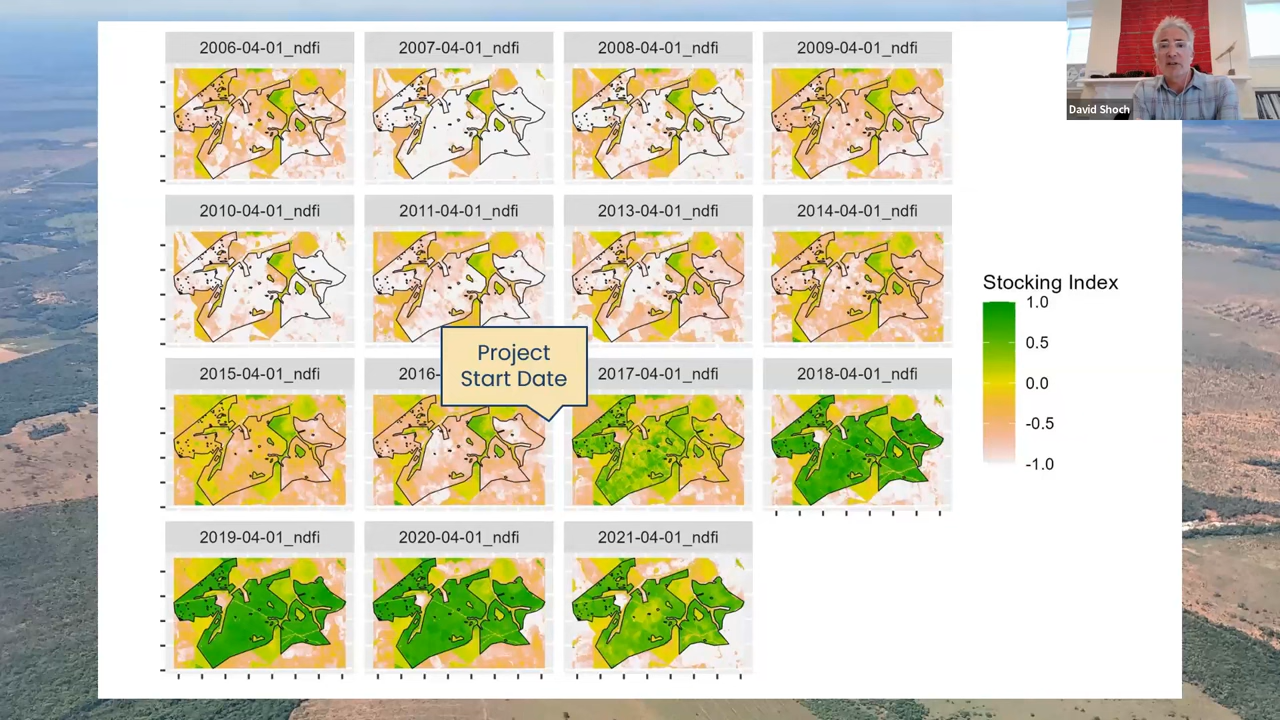 David Shoch
2006-04-01_ndfi
2007-04-01_ndfi
2008-04-01_ndfi
2009-04-01_ndfi
2010-04-01_ndfi
2011-04-01_ndfi
2013-04-01_ndfi
2014-04-01_ndfi
Stocking Index
1.0
0.5
0.0
-0.5
-1.0
Project
Start Date
2015-04-01_ndfi
2016-
2017-04-01_ndfi
2018-04-01_ndfi
2019-04-01_ndfi
2020-04-01_ndfi
2021-04-01_ndfi